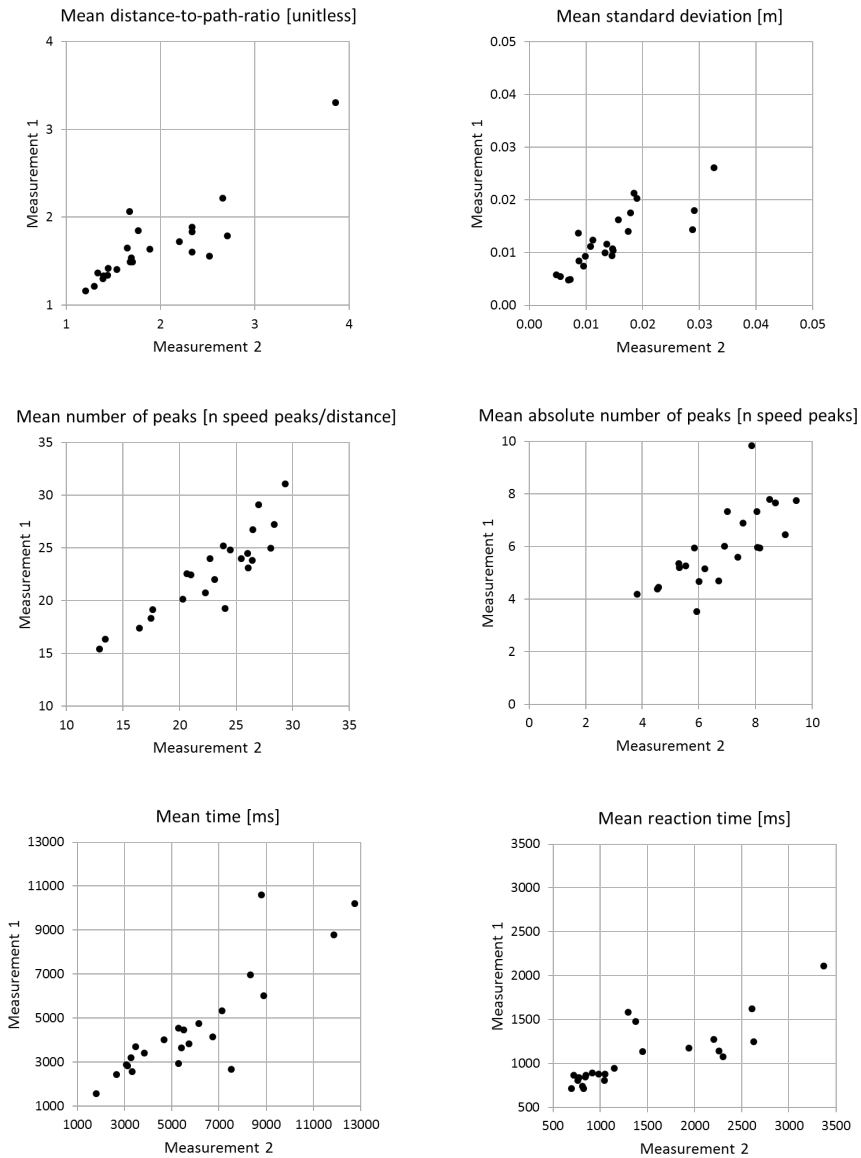 Mean distance-to-path-ratio [unitless]
4
3
2
1
1 2 3 4
Measurement 1
Measurement 2
Mean standard deviation [m]
0.05
0.04
0.03
0.02
0.01
0.00
0.00 0.01 0.02 0.03 0.04 0.05
Measurement 1
Measurement 2
Mean number of peaks [n speed peaks/distance]
35
30
25
20
15
10
10 15 20 25 30 35
Measurement 1
Measurement 2
Mean absolute number of peaks [n speed peaks]
10
8
6
4
2
0
0 2 4 6 8 10
Measurement 1
Measurement 2
Mean time [ms]
13000
11000
9000
7000
5000
3000
1000
1000 3000 5000 7000 9000 11000 13000
Measurement 1
Measurement 2
Mean reaction time [ms]
3500
3000
2500
2000
1500
1000
500
500 1000 1500 2000 2500 3000 3500
Measurement 1
Measurement 2